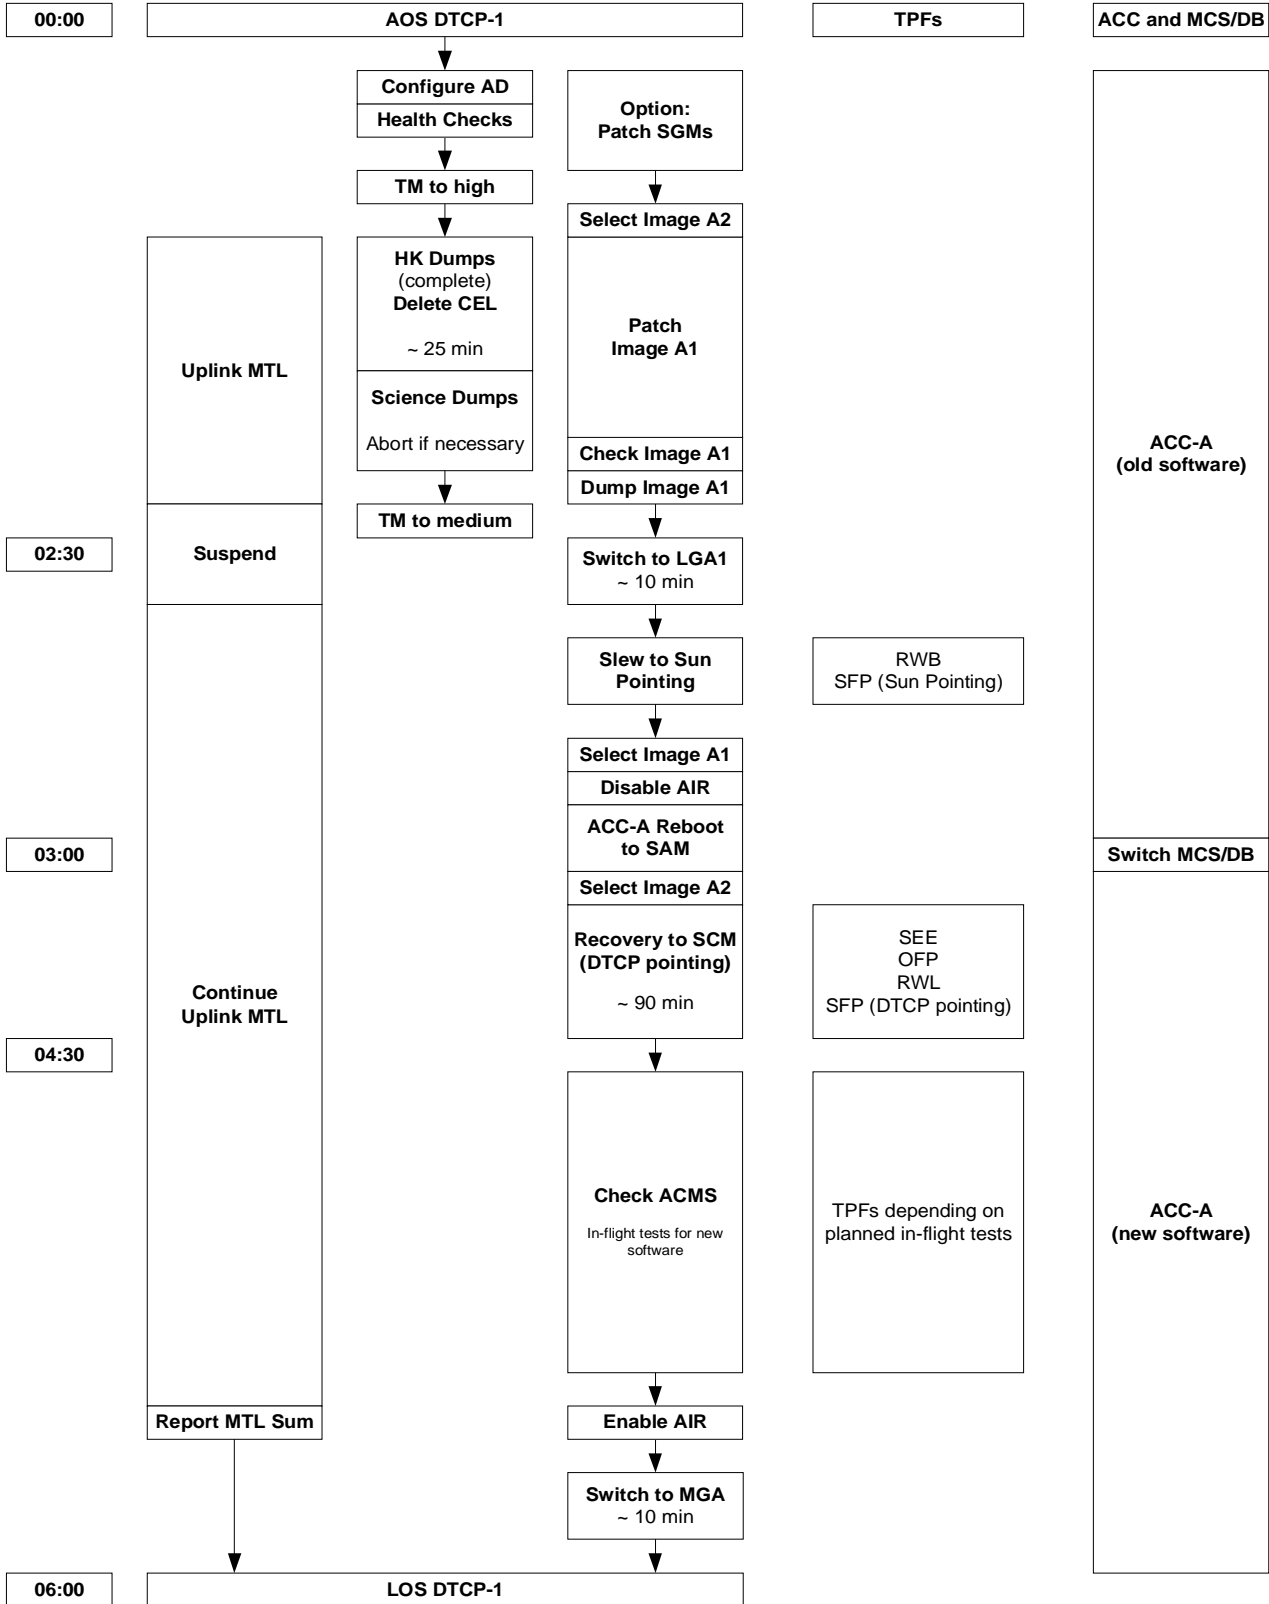 00:00
AOS DTCP-1
TPFs
ACC and MCS/DB
Configure AD
Health Checks
Option:
Patch SGMs
TM to high
Select Image A2
Uplink MTL
HK Dumps
(complete)
Delete CEL
~ 25 min
Science Dumps
Abort if necessary
Patch
Image A1
Check Image A1
Dump Image A1
ACC-A
(old software)
TM to medium
02:30
Suspend
Switch to LGA1
~ 10 min
Slew to Sun
Pointing
RWB
SFP (Sun Pointing)
Select Image A1
Disable AIR
ACC-A Reboot
to SAM
03:00
Switch MCS/DB
Select Image A2
Recovery to SCM
(DTCP pointing)
~ 90 min
SEE
OFP
RWL
SFP (DTCP pointing)
Continue
Uplink MTL
04:30
Check ACMS
In-flight tests for new
software
TPFs depending on
planned in-flight tests
ACC-A
(new software)
Report MTL Sum
Enable AIR
Switch to MGA
~ 10 min
06:00
LOS DTCP-1